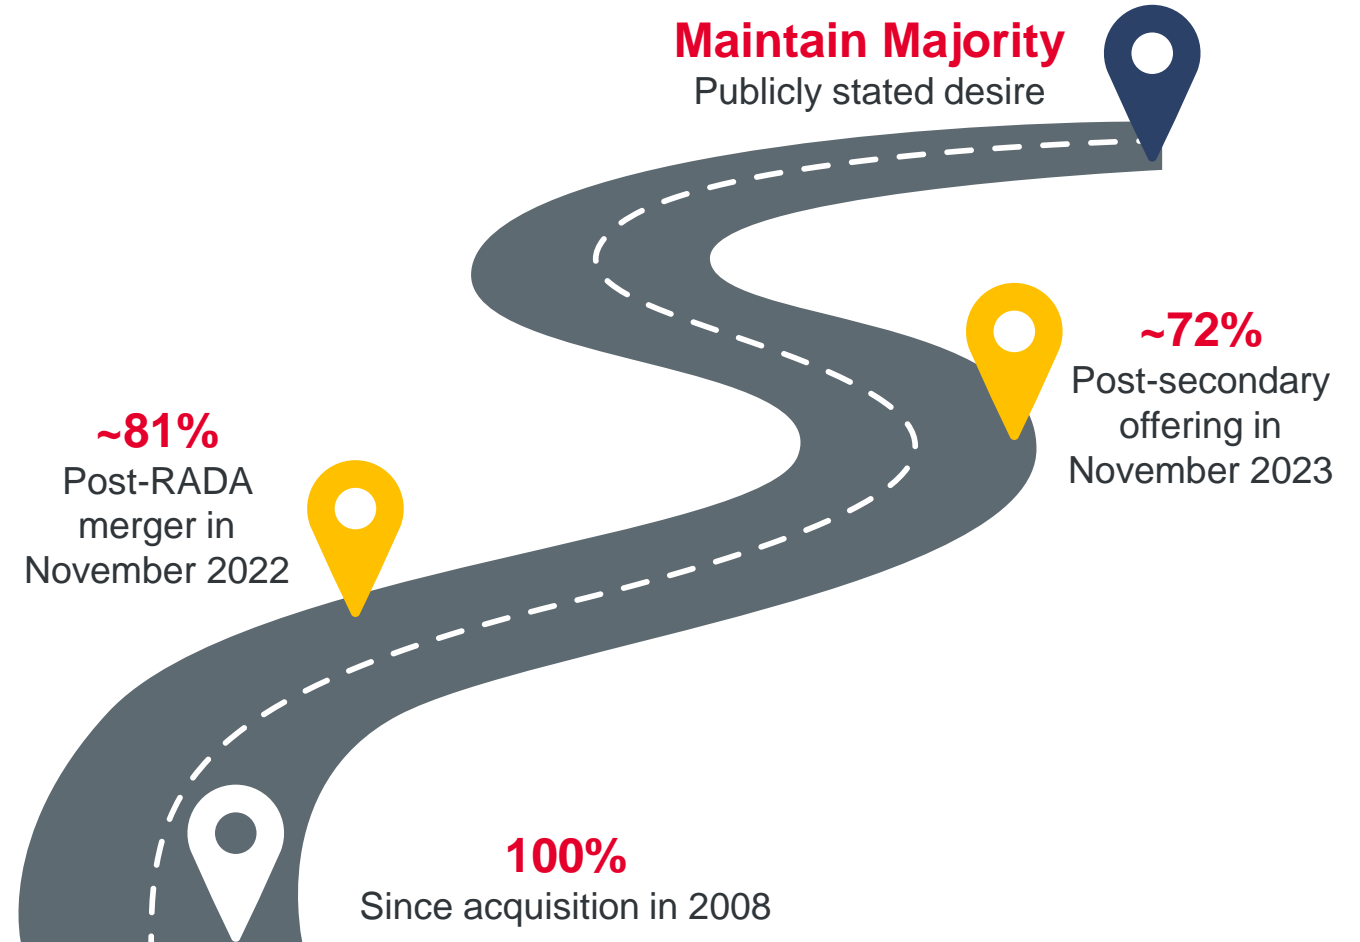 Maintain Majority
Publicly stated desire
~72%
Post-secondary
offering in
November 2023
~81%
Post-RADA
merger in
November 2022
100%
Since acquisition in 2008